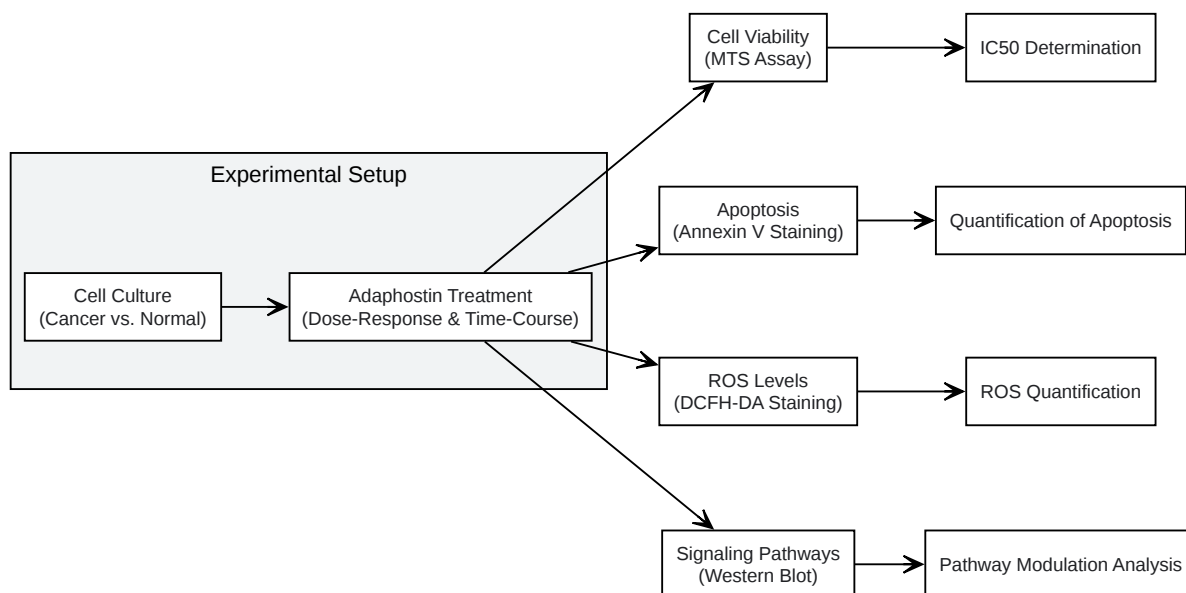 Cell Viability
(MTS Assay)
IC50 Determination
Experimental Setup
Apoptosis
(Annexin V Staining)
Quantification of Apoptosis
Cell Culture
(Cancer vs. Normal)
Adaphostin Treatment
(Dose-Response & Time-Course)
ROS Levels
(DCFH-DA Staining)
ROS Quantification
Signaling Pathways
(Western Blot)
Pathway Modulation Analysis